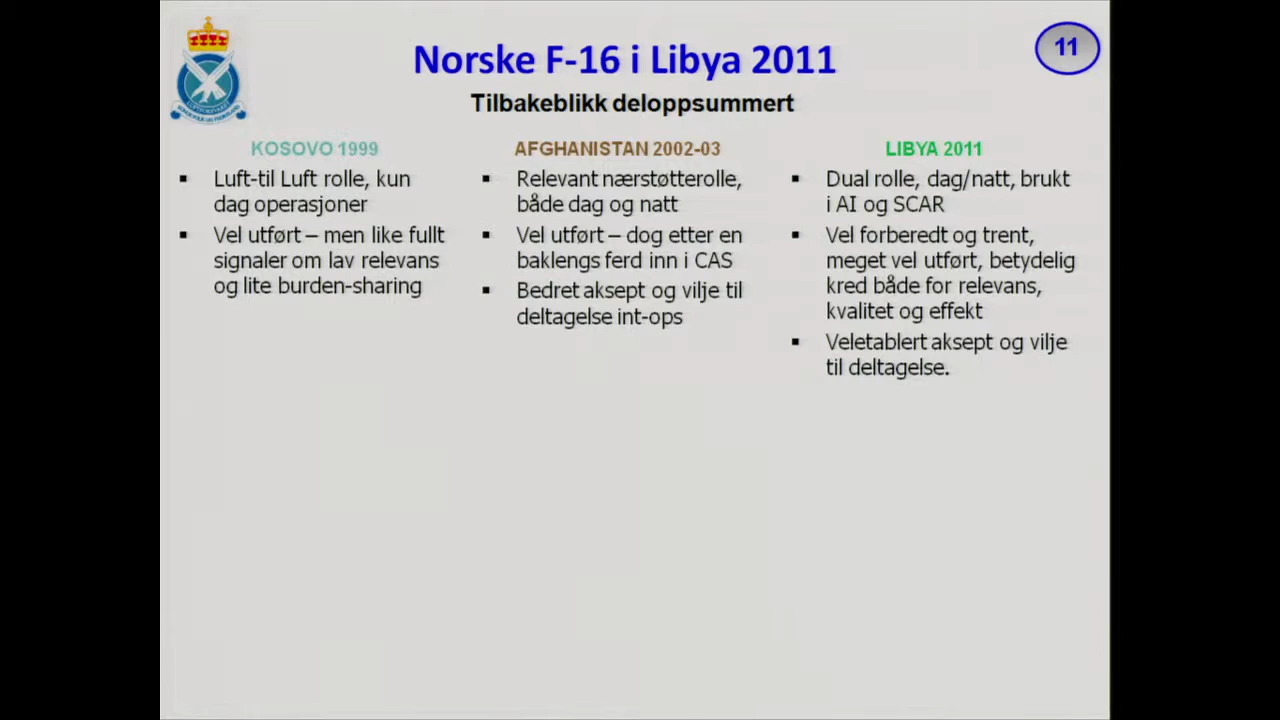 Norske F-16 i Libya 2011
11
Tilbakeblikk deloppsummert
KOSOVO 1999
▪ Luft-til Luft rolle, kun
dag operasjoner
▪ Vel utført – men like fullt
signaler om lav relevans
og lite burden-sharing
AFGHANISTAN 2002-03
▪ Relevant nærstøtterolle,
både dag og natt
▪ Vel utført – dog etter en
baklengs ferd inn i CAS
▪ Bedret aksept og vilje til
deltagelse int-ops
LIBYA 2011
▪ Dual rolle, dag/natt, brukt
i AI og SCAR
▪ Vel forberedt og trent,
meget vel utført, betydelig
kred både for relevans,
kvalitet og effekt
▪ Veletablert aksept og vilje
til deltagelse.